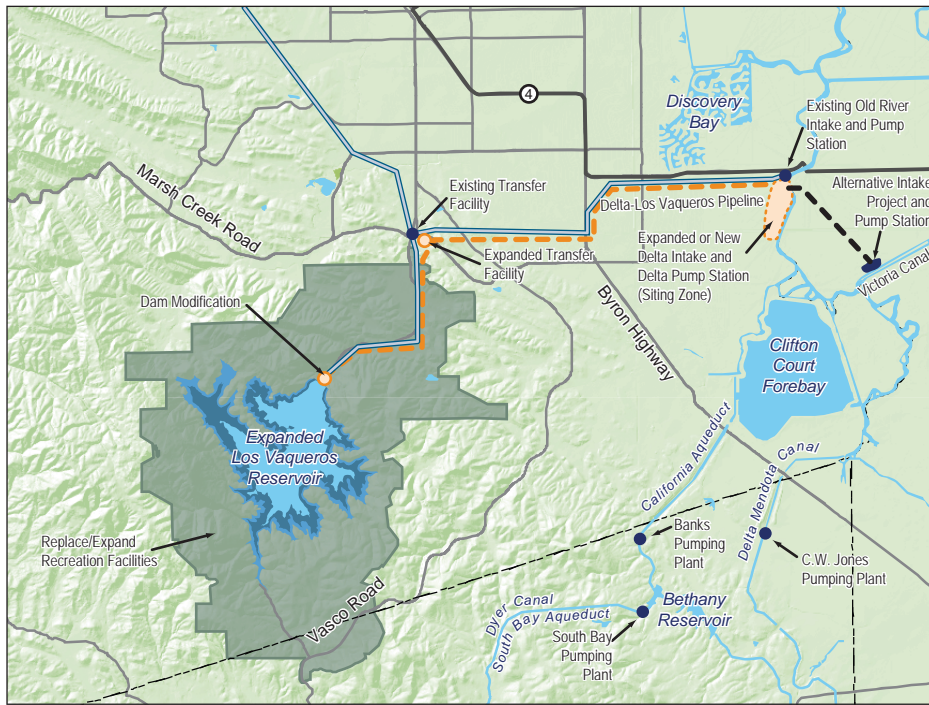 4
Discovery
Bay
Existing Old River
Intake and Pump
Station
Marsh Creek Road
Existing Transfer
Facility
Delta-Los Vaqueros Pipeline
Alternative Intake
Project and
Pump Station
Expanded Transfer
Facility
Expanded or New
Delta Intake and
Delta Pump Station
(Siting Zone)
Victoria Canal
Dam Modification
Byron Highway
Clifton
Court
Forebay
Expanded
Los Vaqueros
Reservoir
California Aqueduct
Delta Mendota Canal
Replace/Expand
Recreation Facilities
Banks
Pumping
Plant
C.W. Jones
Pumping Plant
Vasco Road
Dyer Canal
South Bay Aqueduct
Bethany
Reservoir
South Bay
Pumping
Plant